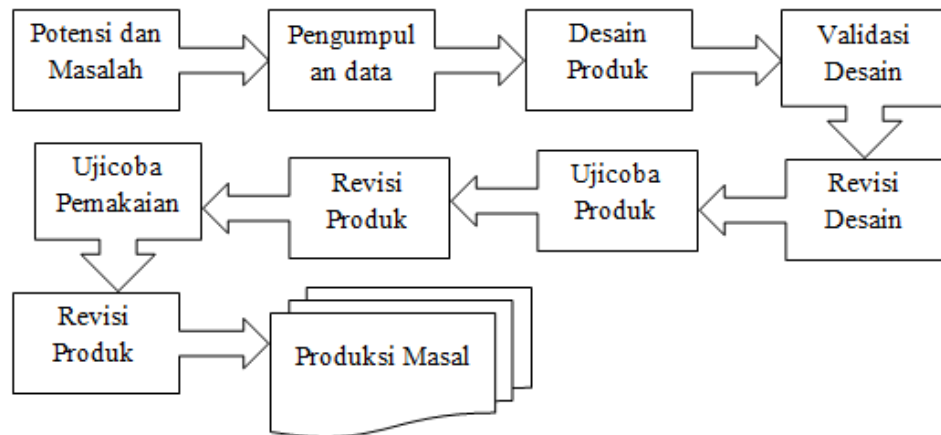 Potensi dan
Masalah
Pengumpul
an data
Desain
Produk
Validasi
Desain
Revisi
Desain
Ujicoba
Produk
Revisi
Produk
Ujicoba
Pemakaian
Revisi
Produk
Produksi Masal